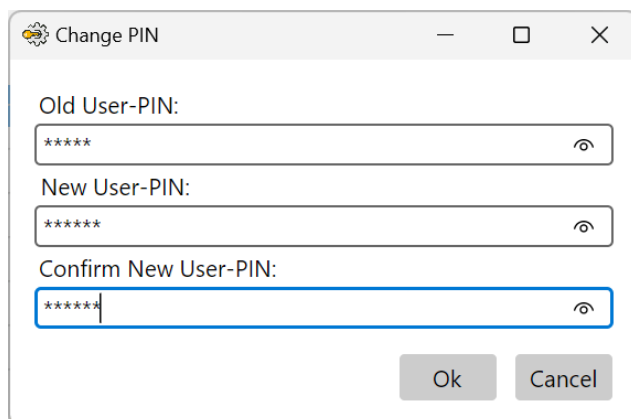 Change PIN
Old User-PIN:
*****
New User-PIN:
******
Confirm New User-PIN:
******
Ok Cancel